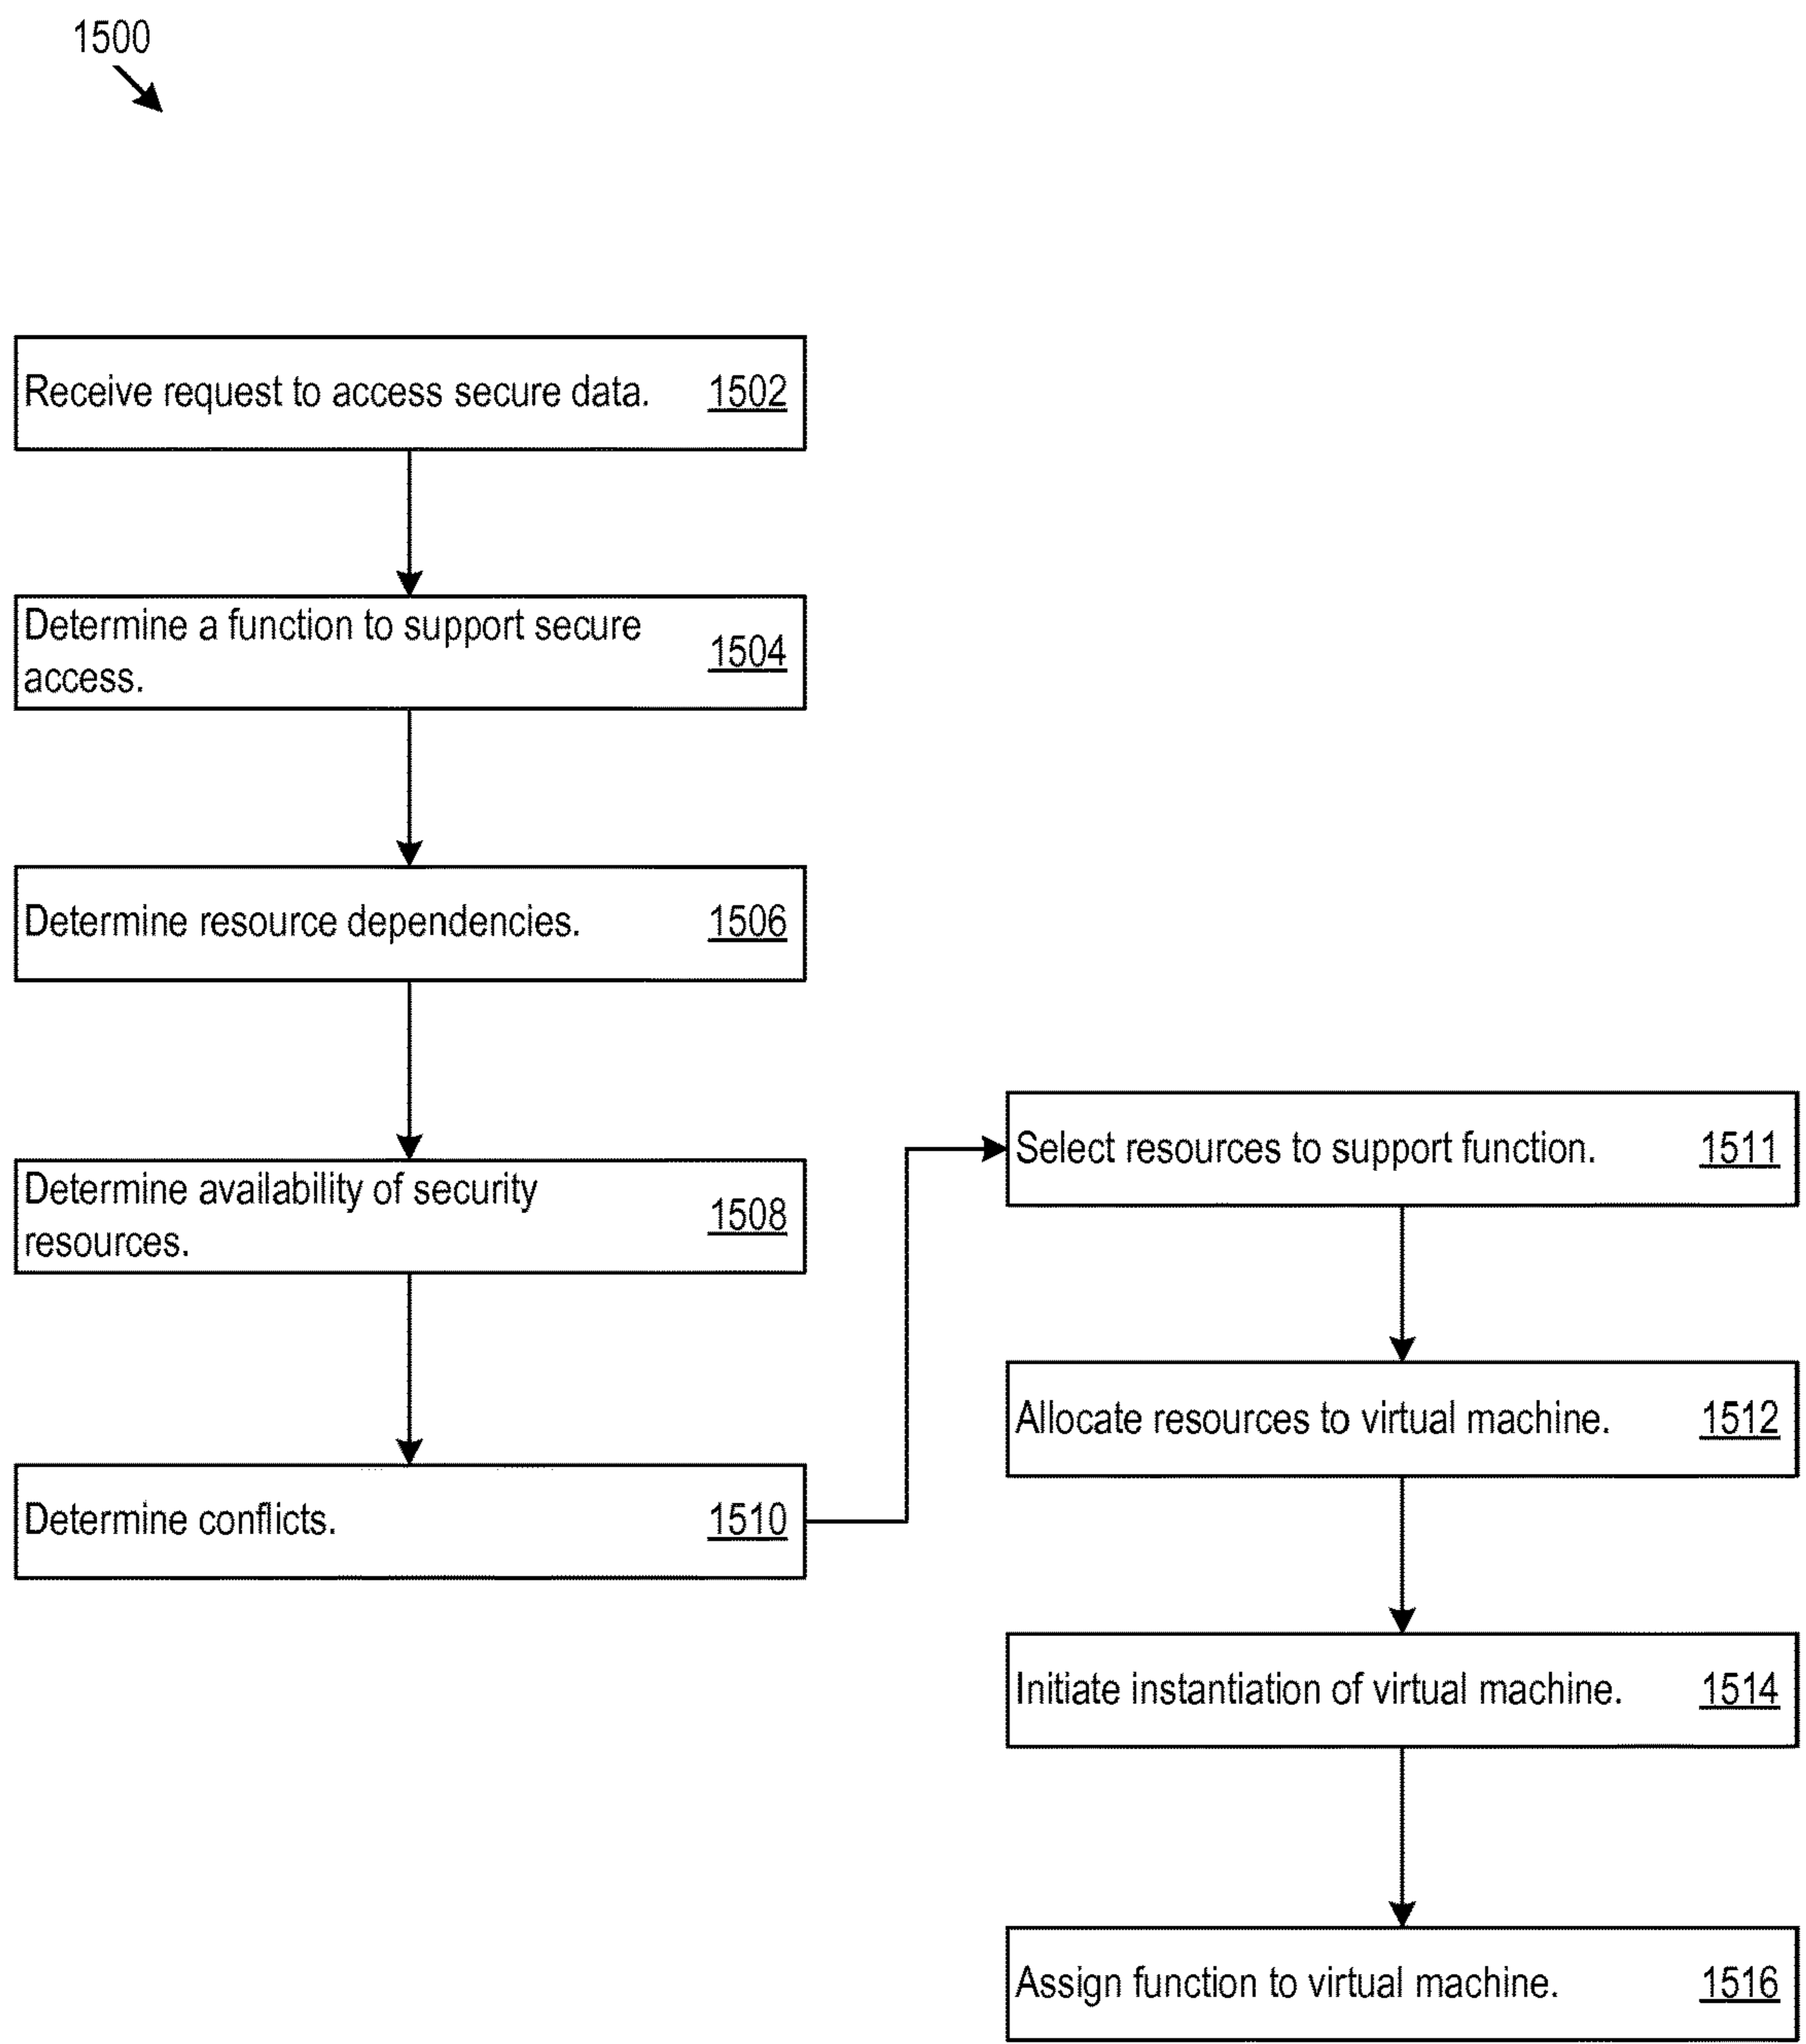 1500
Receive request to access secure data. 1502
Determine a function to support secure
access. 1504
Determine resource dependencies. 1506
Determine availability of security
resources. 1508
Determine conflicts. 1510
Select resources to support function. 1511
Allocate resources to virtual machine. 1512
Initiate instantiation of virtual machine. 1514
Assign function to virtual machine. 1516